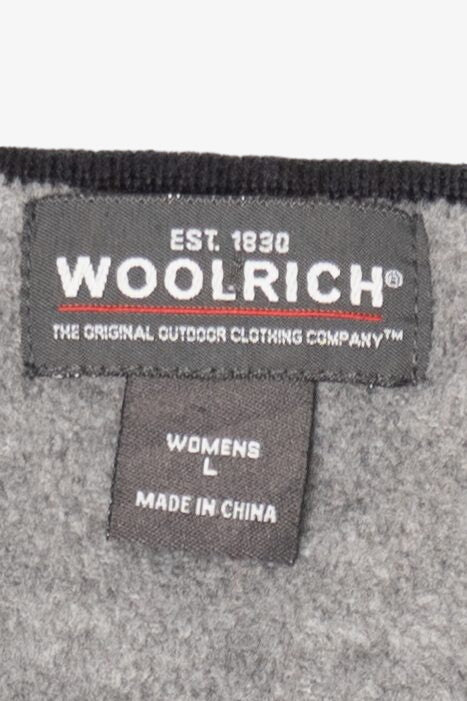 EST. 1830
WOOLRICH®
THE ORIGINAL OUTDOOR CLOTHING COMPANY™
WOMENS
L
MADE IN CHINA